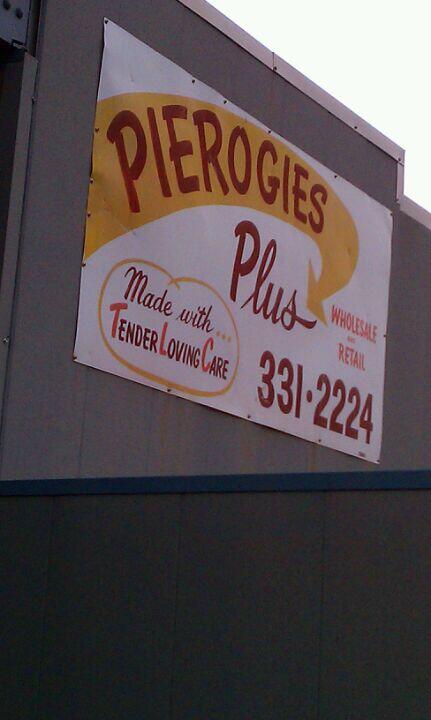 PIEROGIES
Plus
Made with...
TENDER LOVING CARE
WHOLESALE
AND
RETAIL
331·2224